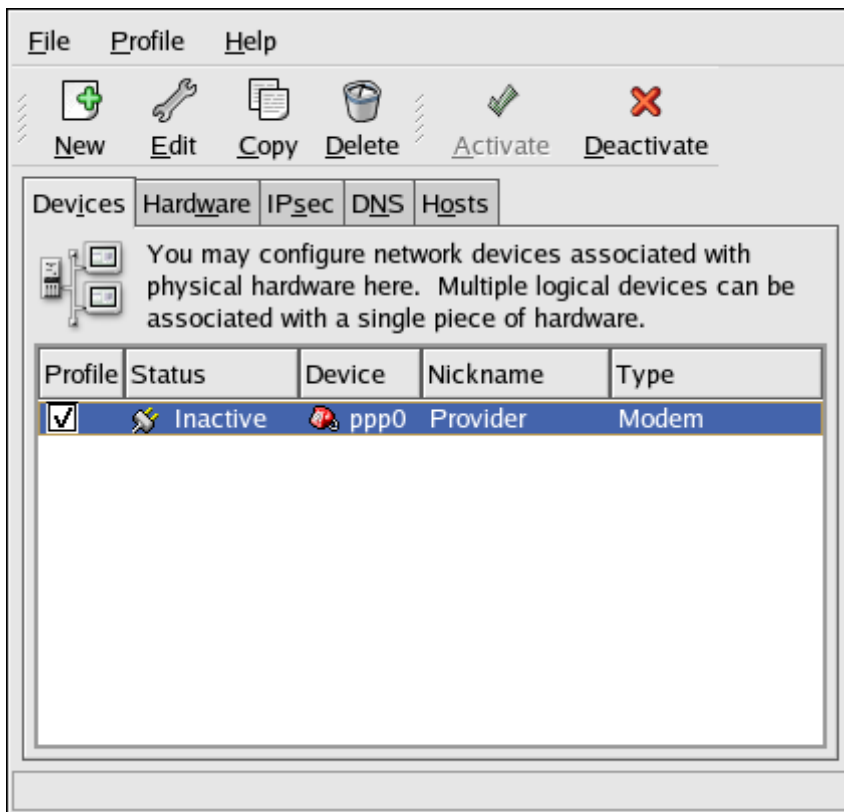 File Profile Help
New Edit Copy Delete Activate Deactivate
Devices Hardware IPsec DNS Hosts
You may configure network devices associated with
physical hardware here. Multiple logical devices can be
associated with a single piece of hardware.
Profile Status Device Nickname Type
Inactive ppp0 Provider Modem